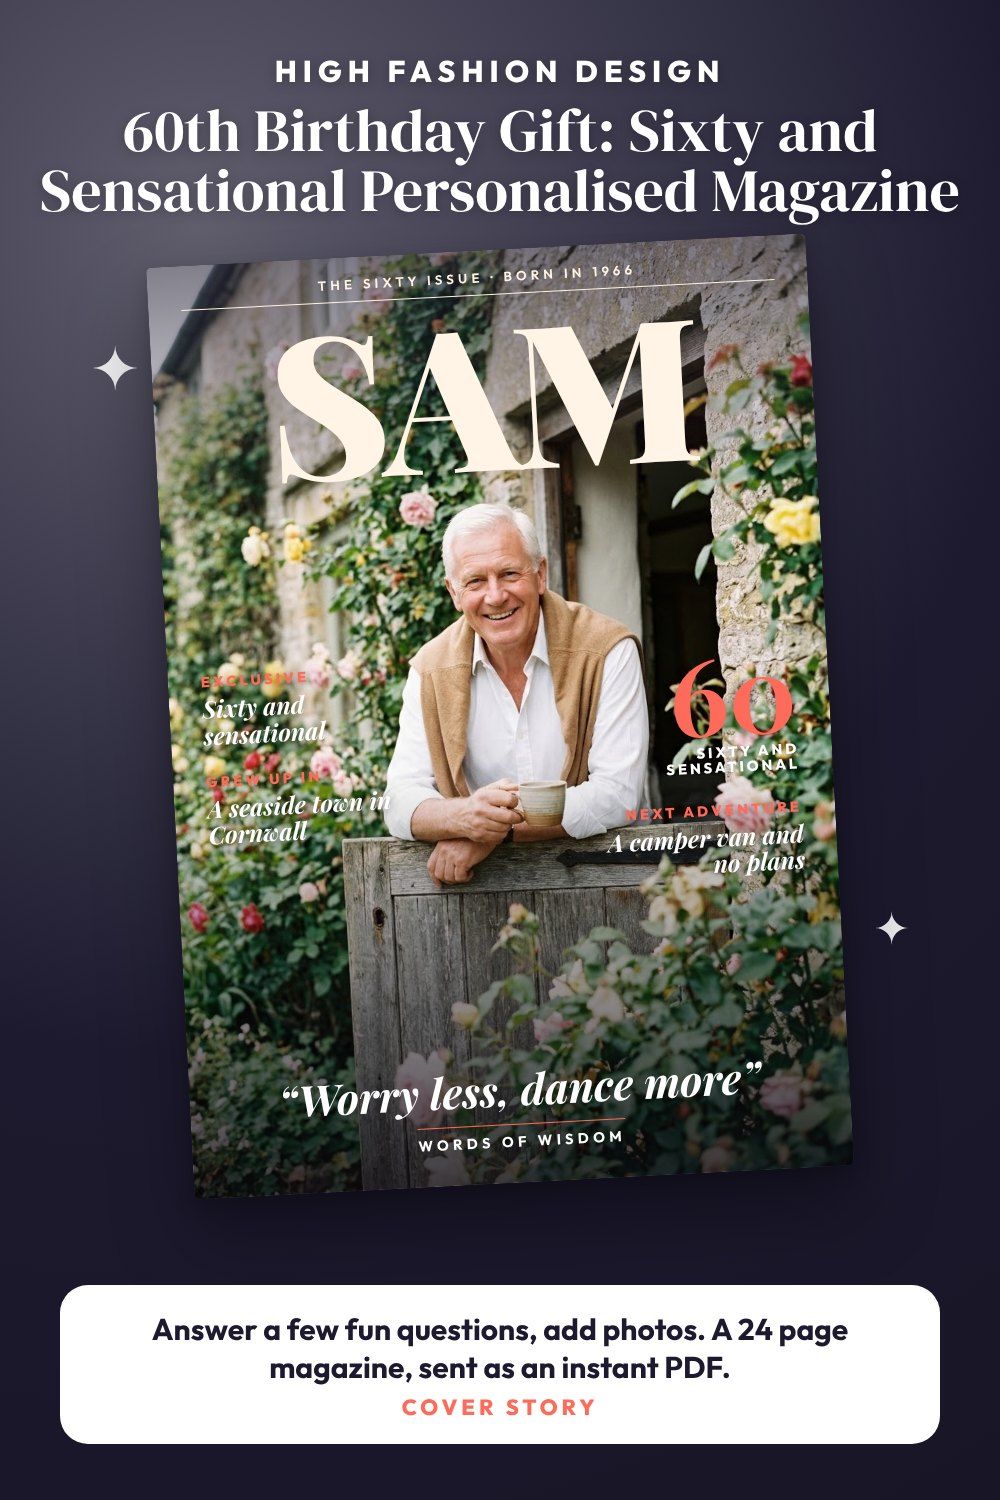 HIGH FASHION DESIGN
60th Birthday Gift: Sixty and
Sensational Personalised Magazine
THE SIXTY ISSUE · BORN IN 1966
SAM
EXCLUSIVE
Sixty and
sensational
GREW UP IN
A seaside town in
Cornwall
60
SIXTY AND
SENSATIONAL
NEXT ADVENTURE
A camper van and
no plans
“Worry less, dance more”
WORDS OF WISDOM
Answer a few fun questions, add photos. A 24 page
magazine, sent as an instant PDF.
COVER STORY